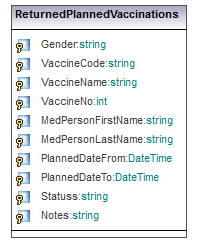 ReturnedPlannedVaccinations
Gender:string
VaccineCode:string
VaccineName:string
VaccineNo:int
MedPersonFirstName:string
MedPersonLastName:string
PlannedDateFrom:DateTime
PlannedDateTo:DateTime
Statuss:string
Notes:string